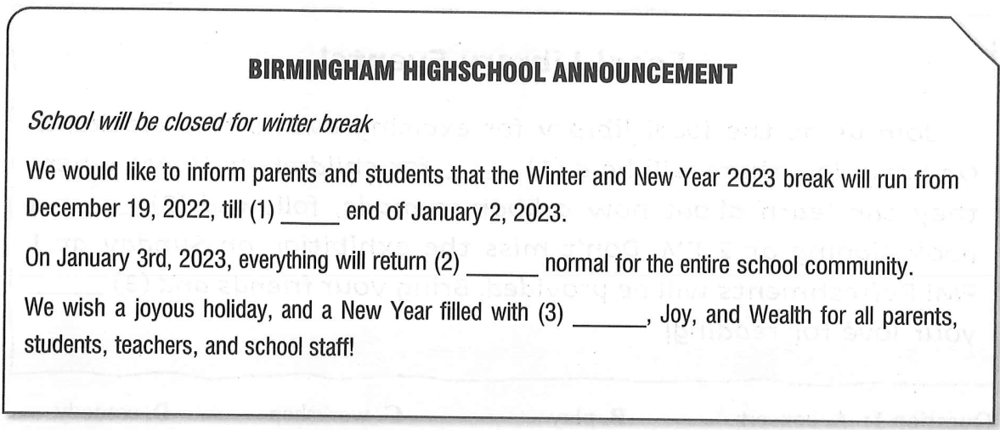 BIRMINGHAM HIGHSCHOOL ANNOUNCEMENT
School will be closed for winter break
We would like to inform parents and students that the Winter and New Year 2023 break will run from
December 19, 2022, till (1) ______ end of January 2, 2023.
On January 3rd, 2023, everything will return (2) _______ normal for the entire school community.
We wish a joyous holiday, and a New Year filled with (3) _______, Joy, and Wealth for all parents,
students, teachers, and school staff!